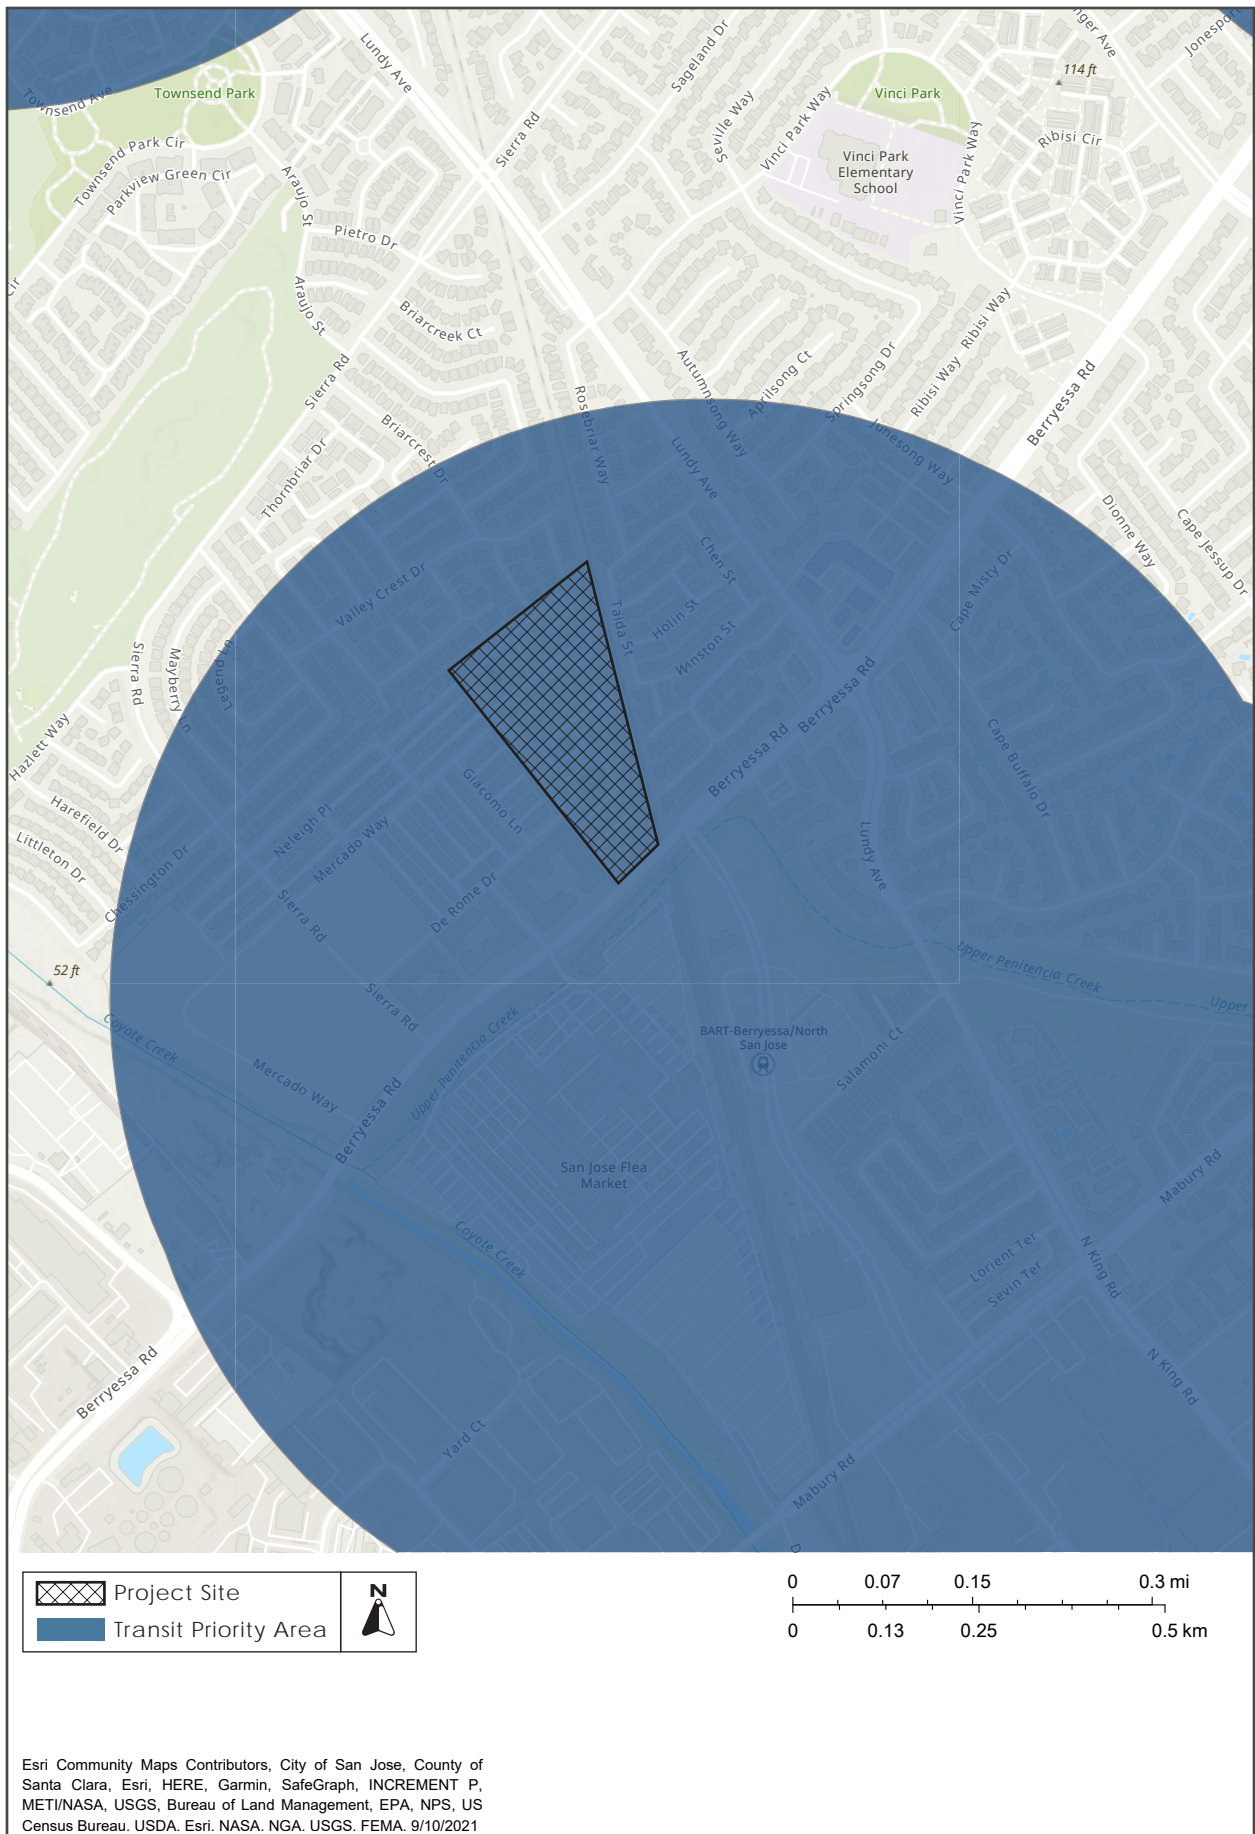 Townsend Ave
Townsend Park
Lundy Ave
Sageland Dr
Jonesport
114 ft
Vinci Park
Sierra Rd
Saville Way
Vinci Park Way
Vinci Park Way
Ribisi Cir
Vinci Park
Elementary
School
Townsend Park Cir
Parkview Green Cir
Araujo St
Pietro Dr
Cir
Araujo St
Briarcreek Ct
Ribisi Way
Sierra Rd
Autumnsong Way
Aprilsong Ct
Springsong Dr
Ribisi Way
Berryessa Rd
Rosebriar Way
Briarcrest Dr
Lundy Ave
Junesong Way
Thornbriar Dr
Dionne Way
Cape Jessup Dr
Chen St
Valley Crest Dr
Cape Misty Dr
Taida St
Holin St
Winston St
Legend Ln
Sierra Rd
Mayberry Ln
Berryessa Rd
Berryessa Rd
Hazlett Way
Cape Buffalo Dr
Giacomo Ln
Neleigh Pl
Mercado Way
Harefield Dr
Littleton Dr
Lundy Ave
Chessington Dr
Sierra Rd
De Rome Dr
Upper Penitencia Creek
Upper
52 ft
Sierra Rd
Coyote Creek
Upper Penitencia Creek
BART-Berryessa/North
San Jose
Salamoni Ct
Mercado Way
Berryessa Rd
San Jose Flea
Market
Mabury Rd
Coyote Creek
Lorient Ter
Sevin Ter
N King Rd
Berryessa Rd
N King Rd
Yard Ct
Mabury Rd
D
Project Site
Transit Priority Area
N
0 0.07 0.15 0.3 mi
0 0.13 0.25 0.5 km
Esri Community Maps Contributors, City of San Jose, County of
Santa Clara, Esri, HERE, Garmin, SafeGraph, INCREMENT P,
METI/NASA, USGS, Bureau of Land Management, EPA, NPS, US
Census Bureau, USDA, Esri, NASA, NGA, USGS, FEMA, 9/10/2021